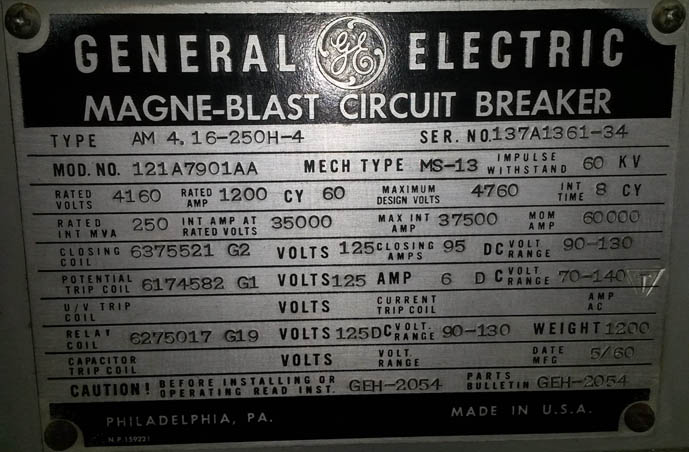 GENERAL GE ELECTRIC
MAGNE-BLAST CIRCUIT BREAKER
TYPE AM 4.16-250H-4 SER. NO. 137A1361-34
MOD. NO. 121A7901AA MECH TYPE MS-13 IMPULSE WITHSTAND 60 KV
RATED VOLTS 4160 RATED AMP 1200 CY 60 MAXIMUM DESIGN VOLTS 4760 INT TIME 8 CY
RATED INT MVA 250 INT AMP AT RATED VOLTS 35000 MAX INT AMP 37500 MOM AMP 60000
CLOSING COIL 6375521 G2 VOLTS 125 CLOSING AMPS 95 DC VOLT RANGE 90-130
POTENTIAL TRIP COIL 6174582 G1 VOLTS 125 AMP 6 DC VOLT RANGE 70-140
U/V TRIP COIL VOLTS CURRENT TRIP COIL AMP AC
RELAY COIL 6275017 G19 VOLTS 125DC VOLT. RANGE 90-130 WEIGHT 1200
CAPACITOR TRIP COIL VOLTS VOLT. RANGE DATE MFG 5/60
CAUTION! BEFORE INSTALLING OR OPERATING READ INST. GEH-2054 PARTS BULLETIN GEH-2054
PHILADELPHIA, PA. MADE IN U.S.A.
N P 159221